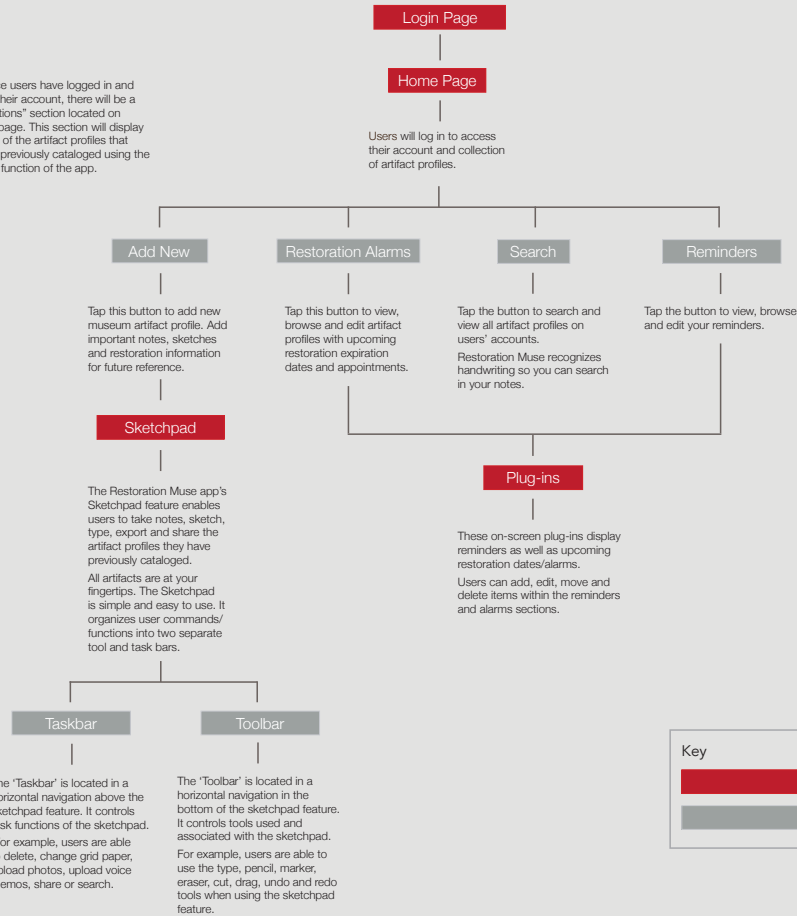 Login Page
Home Page
users have logged in and
their account, there will be a
section located on
page. This section will display
of the artifact profiles that
previously cataloged using the
function of the app.
Users will log in to access
their account and collection
of artifact profiles.
Add New
Restoration Alarms
Search
Reminders
Tap this button to add new
museum artifact profile. Add
important notes, sketches
and restoration information
for future reference.
Tap this button to view,
browse and edit artifact
profiles with upcoming
restoration expiration
dates and appointments.
Tap the button to search and
view all artifact profiles on
users' accounts.
Restoration Muse recognizes
handwriting so you can search
in your notes.
Tap the button to view, browse
and edit your reminders.
Sketchpad
The Restoration Muse app's
Sketchpad feature enables
users to take notes, sketch,
type, export and share the
artifact profiles they have
previously cataloged.
All artifacts are at your
fingertips. The Sketchpad
is simple and easy to use. It
organizes user commands/
functions into two separate
tool and task bars.
Plug-ins
These on-screen plug-ins display
reminders as well as upcoming
restoration dates/alarms.
Users can add, edit, move and
delete items within the reminders
and alarms sections.
Taskbar
Toolbar
'Taskbar' is located in a
navigation above the
feature. It controls
functions of the sketchpad.
example, users are able
delete, change grid paper,
photos, upload voice
share or search.
The 'Toolbar' is located in a
horizontal navigation in the
bottom of the sketchpad feature.
It controls tools used and
associated with the sketchpad.
For example, users are able to
use the type, pencil, marker,
eraser, cut, drag, undo and redo
tools when using the sketchpad
feature.
Key